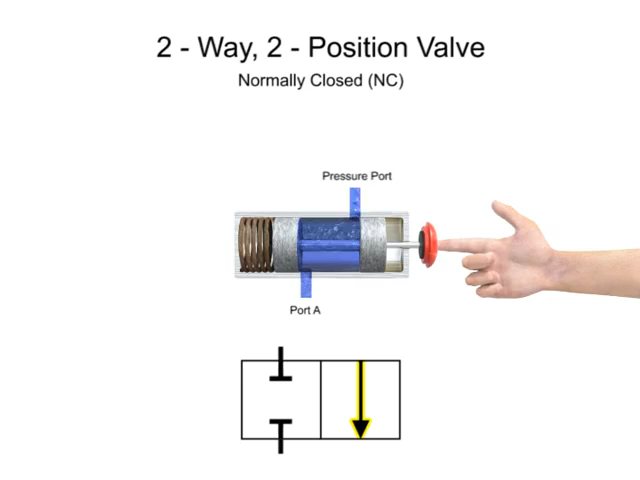 2 - Way, 2 - Position Valve
Normally Closed (NC)
Pressure Port
Port A